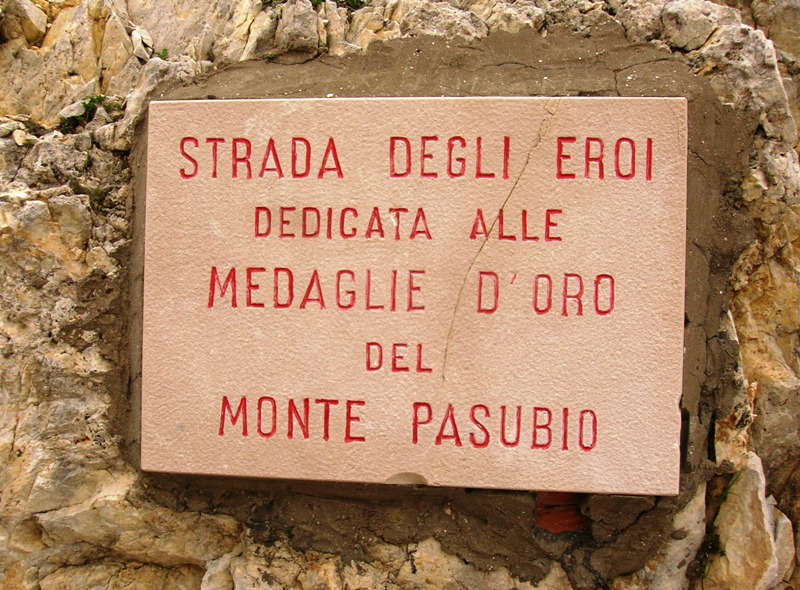 STRADA DEGLI EROI
DEDICATA ALLE
MEDAGLIE D'ORO
DEL
MONTE PASUBIO